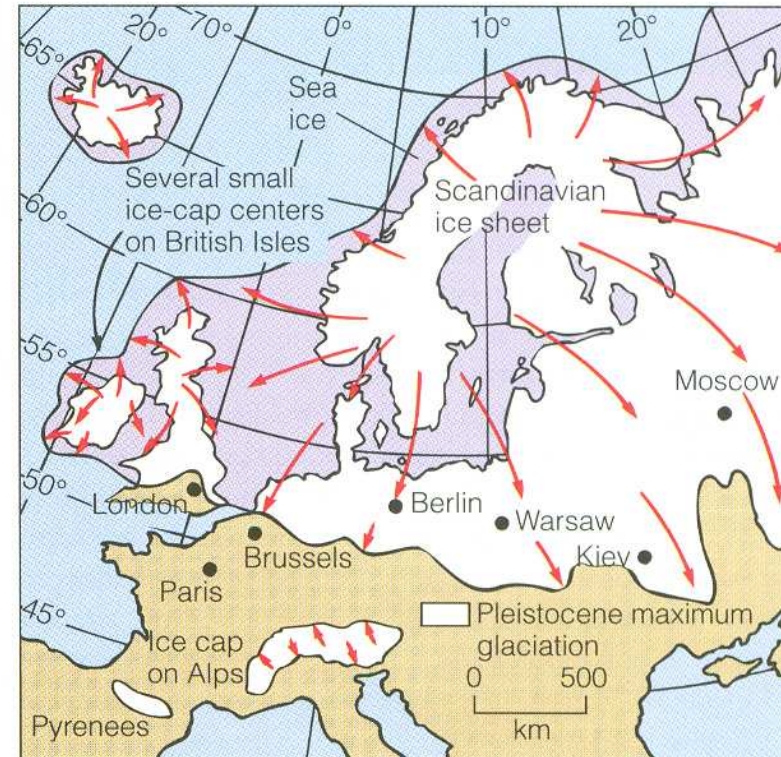 20°
70°
0°
10°
20°
65°
Sea
ice
Several small
ice-cap centers
on British Isles
Scandinavian
ice sheet
60°
55°
Moscow
50°
London
Berlin
Warsaw
Brussels
Kiev
Paris
45°
Pleistocene maximum
glaciation
Ice cap
on Alps
0 500
km
Pyrenees